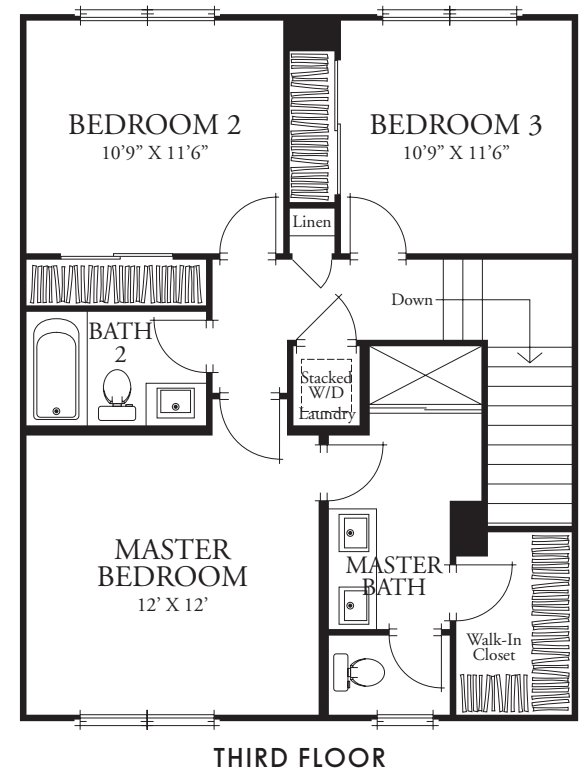 BEDROOM 2
10'9” X 11'6”
BEDROOM 3
10'9” X 11'6”
Linen
Down
BATH
2
Stacked
W/D
Laundry
MASTER
BEDROOM
12’ X 12’
MASTER
BATH
Walk-In
Closet
THIRD FLOOR